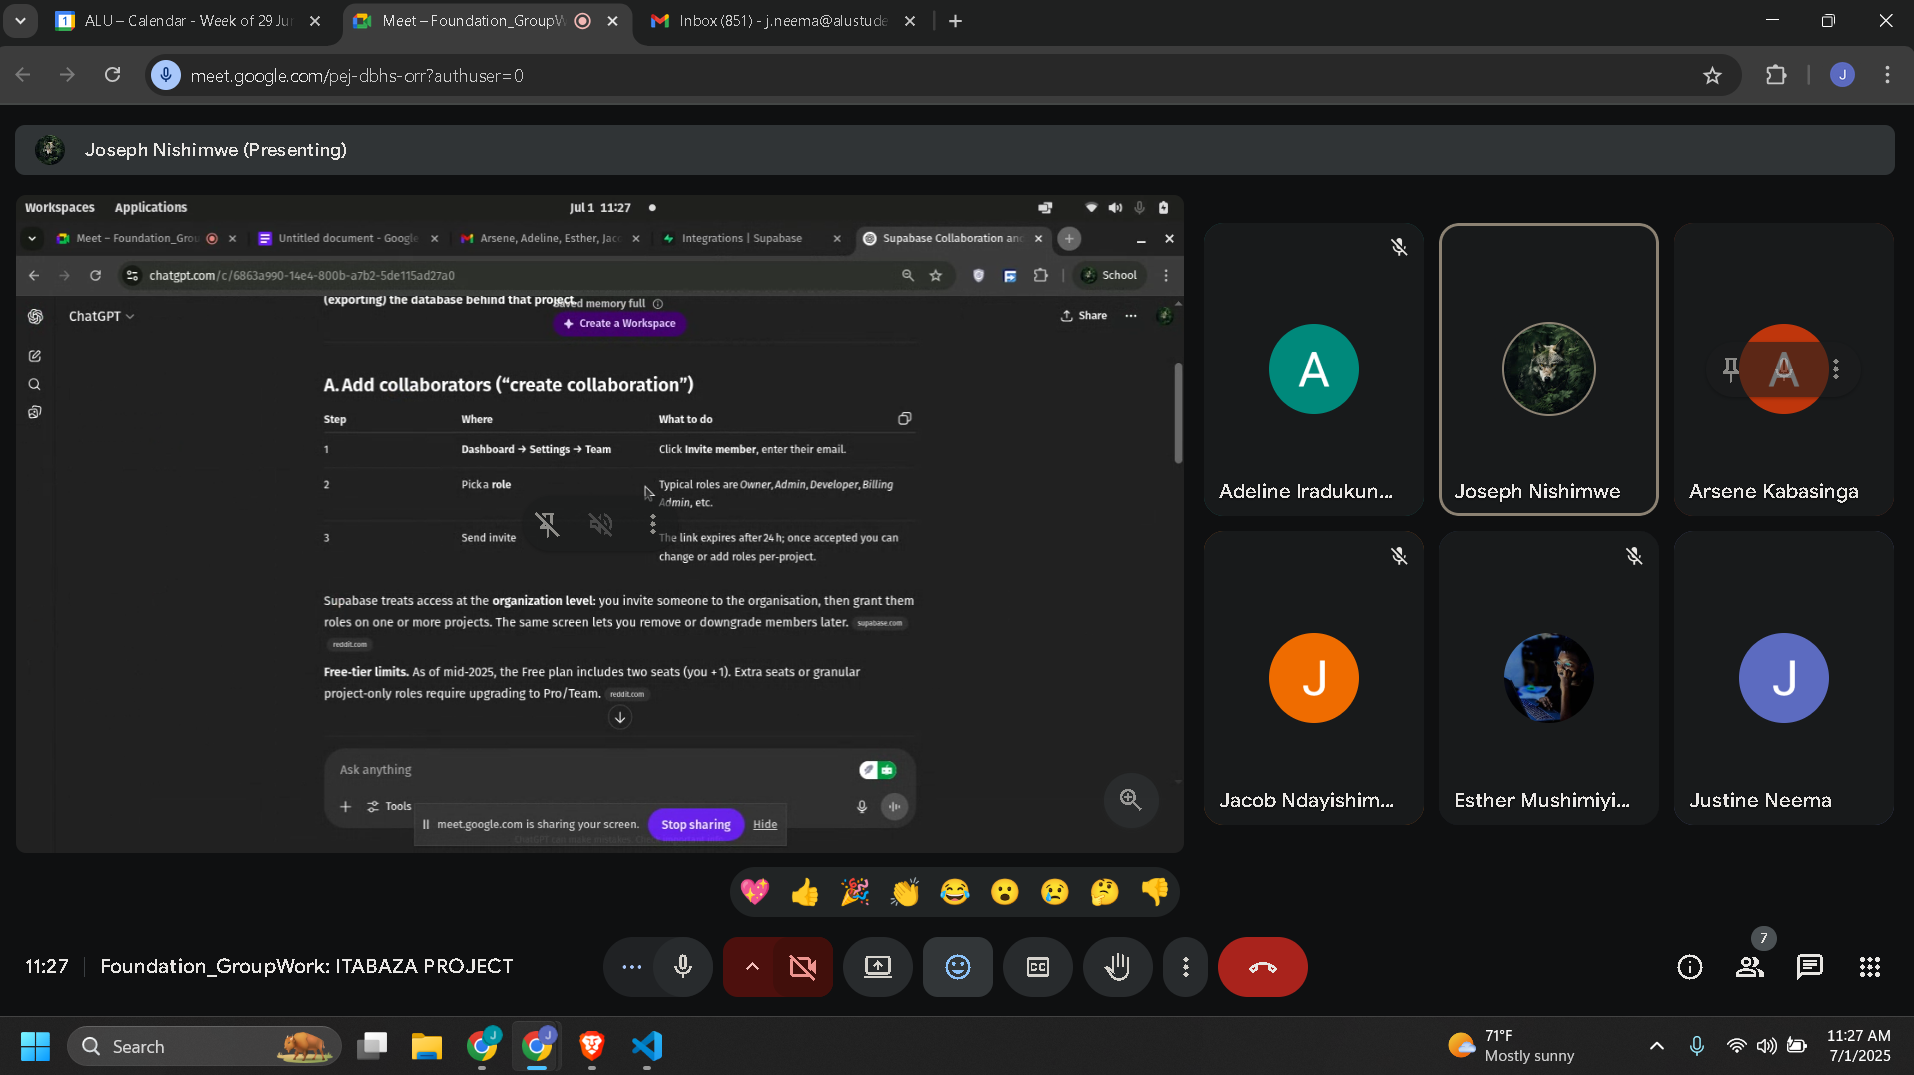 ALU – Calendar - Week of 29 Jun
Meet – Foundation_GroupW
Inbox (851) - j.neema@alustude
meet.google.com/pej-dbhs-orr?authuser=0
J
Joseph Nishimwe (Presenting)
Workspaces
Applications
Jul 1 11:27
Meet – Foundation_Grou
Untitled document - Google
Arsene, Adeline, Esther, Jac
Integrations | Supabase
Supabase Collaboration and
chatgpt.com/c/6863a990-14e4-800b-a7b2-5de115ad27a0
School
(exporting) the database behind that project.
Saved memory full
ChatGPT
Create a Workspace
Share
A. Add collaborators (“create collaboration”)
Step
Where
What to do
1
Dashboard → Settings → Team
Click Invite member, enter their email.
2
Pick a role
Typical roles are Owner, Admin, Developer, Billing
Admin, etc.
3
Send invite
The link expires after 24 h; once accepted you can
change or add roles per-project.
Supabase treats access at the organization level: you invite someone to the organisation, then grant them
roles on one or more projects. The same screen lets you remove or downgrade members later. supabase.com
reddit.com
Free-tier limits. As of mid-2025, the Free plan includes two seats (you +1). Extra seats or granular
project-only roles require upgrading to Pro/Team. reddit.com
Ask anything
Tools
meet.google.com is sharing your screen.
Stop sharing
Hide
A
Adeline Iradukun...
Joseph Nishimwe
A
Arsene Kabasinga
J
Jacob Ndayishim...
Esther Mushimiyi...
J
Justine Neema
11:27
Foundation_GroupWork: ITABAZA PROJECT
CC
7
Search
J
J
71°F
Mostly sunny
11:27 AM
7/1/2025